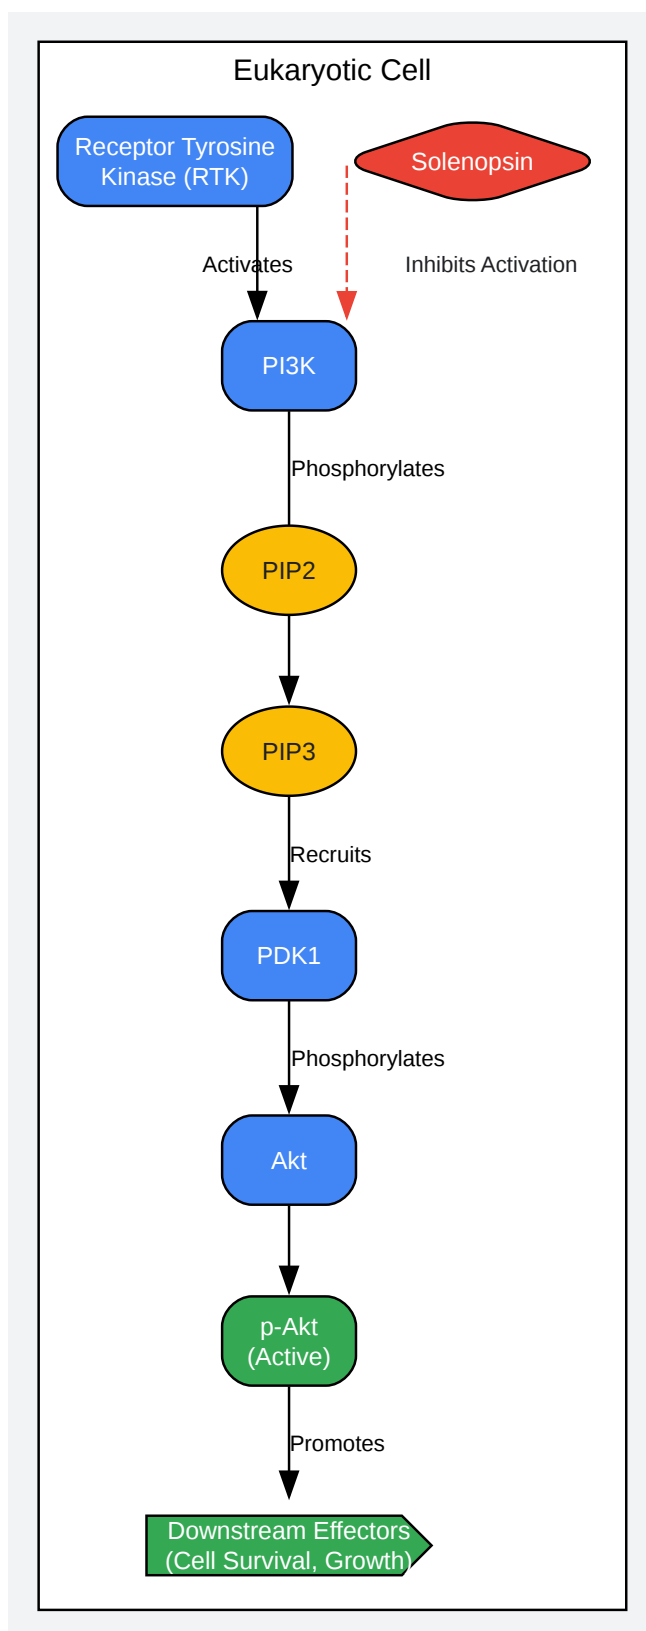 Eukaryotic Cell
Receptor Tyrosine
Kinase (RTK)
Solenopsin
Activates
Inhibits Activation
PI3K
Phosphorylates
PIP2
PIP3
Recruits
PDK1
Phosphorylates
Akt
p-Akt
(Active)
Promotes
Downstream Effectors
(Cell Survival, Growth)